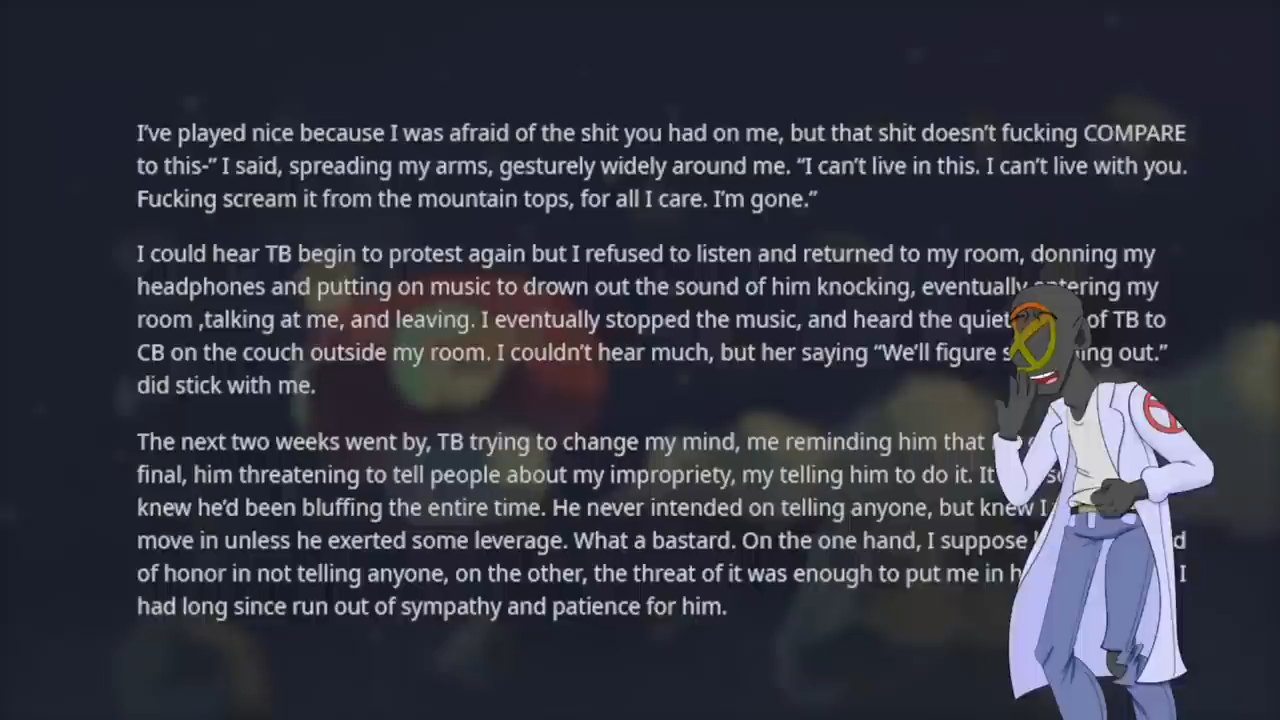 I’ve played nice because I was afraid of the shit you had on me, but that shit doesn’t fucking COMPARE
to this-” I said, spreading my arms, gesturely widely around me. “I can’t live in this. I can’t live with you.
Fucking scream it from the mountain tops, for all I care. I’m gone.”
I could hear TB begin to protest again but I refused to listen and returned to my room, donning my
headphones and putting on music to drown out the sound of him knocking, eventually entering my
room ,talking at me, and leaving. I eventually stopped the music, and heard the quiet of TB to
CB on the couch outside my room. I couldn’t hear much, but her saying “We’ll figure out.”
did stick with me.
The next two weeks went by, TB trying to change my mind, me reminding him that
final, him threatening to tell people about my impropriety, my telling him to do it. It
knew he’d been bluffing the entire time. He never intended on telling anyone, but knew I
move in unless he exerted some leverage. What a bastard. On the one hand, I suppose
of honor in not telling anyone, on the other, the threat of it was enough to put me in I
had long since run out of sympathy and patience for him.